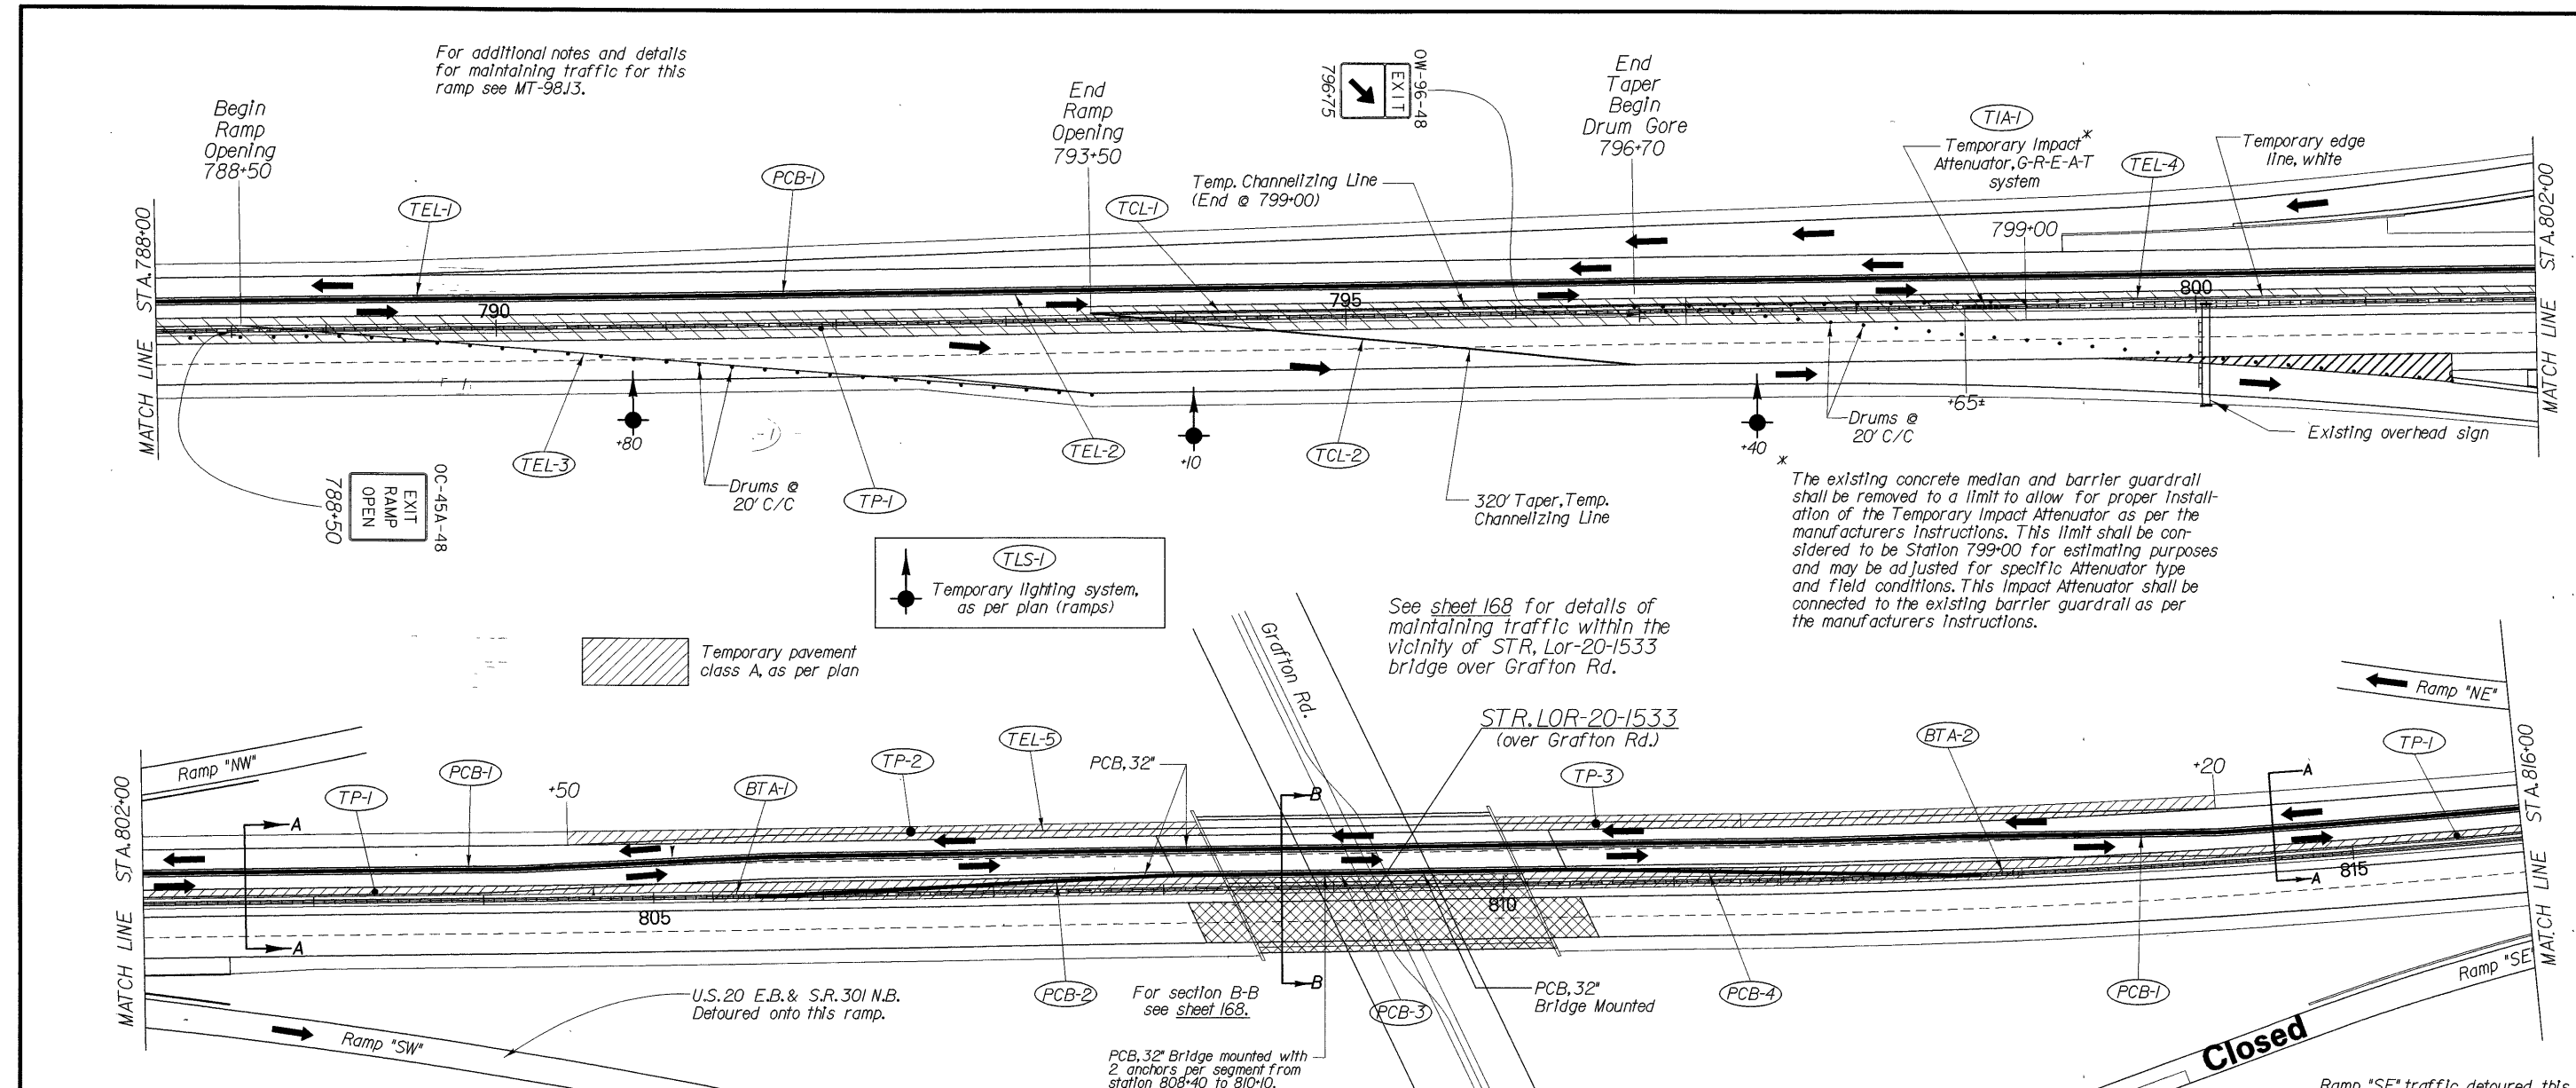 For additional notes and details
for maintaining traffic for this
ramp see MT-98.13.
Begin
Ramp
Opening
788+50
End
Ramp
Opening
793+50
OW-96-48
EXIT
796+75
End
Taper
Begin
Drum Gore
796+70
TIA-1
Temporary Impact*
Attenuator, G-R-E-A-T
system
TEL-4
Temporary edge
line, white
Temp. Channelizing Line
(End @ 799+00)
TCL-1
PCB-1
TEL-1
799+00
MATCH LINE STA. 788+00
MATCH LINE STA. 802+00
790
795
800
+80
+10
+40
+65±
TEL-3
Drums @
20' C/C
TP-1
TEL-2
TCL-2
320' Taper, Temp.
Channelizing Line
Drums @
20' C/C
Existing overhead sign
OC-45A-48
EXIT
RAMP
OPEN
788+50
*
The existing concrete median and barrier guardrail
shall be removed to a limit to allow for proper install-
ation of the Temporary Impact Attenuator as per the
manufacturers instructions. This limit shall be con-
sidered to be Station 799+00 for estimating purposes
and may be adjusted for specific Attenuator type
and field conditions. This Impact Attenuator shall be
connected to the existing barrier guardrail as per
the manufacturers instructions.
TLS-1
Temporary lighting system,
as per plan (ramps)
Temporary pavement
class A, as per plan
See sheet 168 for details of
maintaining traffic within the
vicinity of STR, Lor-20-1533
bridge over Grafton Rd.
Grafton Rd.
STR. LOR-20-1533
(over Grafton Rd.)
Ramp "NW"
Ramp "NE"
PCB-1
TP-1
+50
BTA-1
TP-2
TEL-5
PCB, 32"
TP-3
BTA-2
+20
TP-1
A
A
B
B
A
A
MATCH LINE STA. 802+00
MATCH LINE STA. 816+00
805
810
815
U.S. 20 E.B. & S.R. 301 N.B.
Detoured onto this ramp.
Ramp "SW"
PCB-2
For section B-B
see sheet 168.
PCB-3
PCB, 32"
Bridge Mounted
PCB-4
PCB-1
Ramp "SE"
Closed
PCB, 32" Bridge mounted with
2 anchors per segment from
station 808+40 to 810+10.
Ramp "SE" traffic detoured this